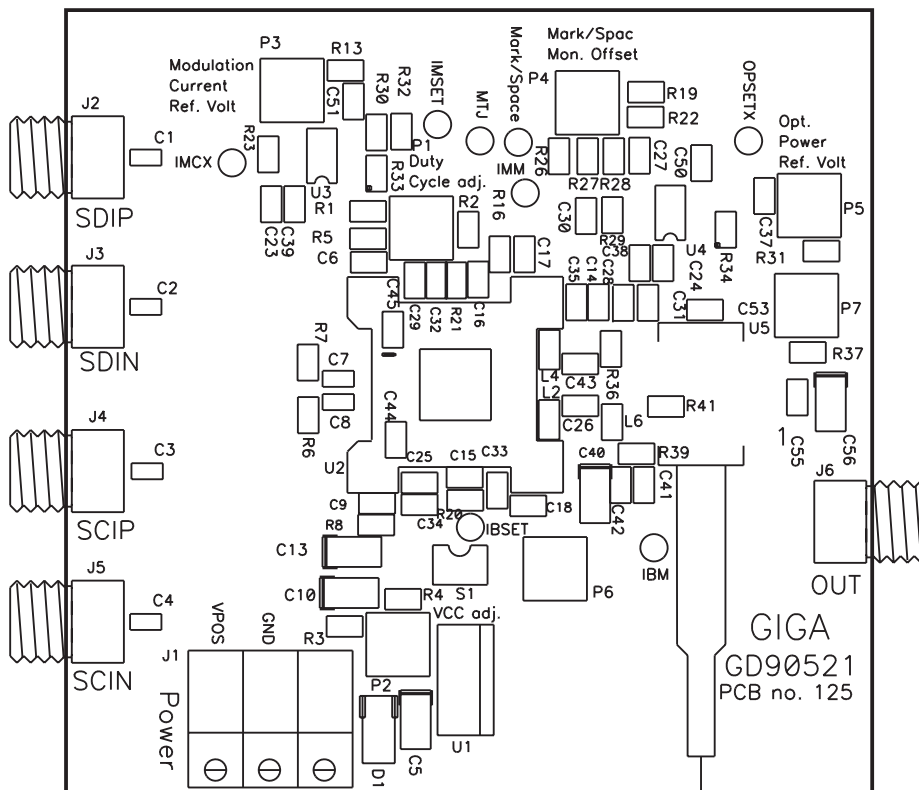 P3
R13
Modulation
Current
Ref. Volt
C51
R30
R32
IMSET
MTJ
Mark/Space
Mark/Spac
Mon. Offset
P4
R19
R22
OPSETX
J2
C1
SDIP
R23
IMCX
U3
R33
P1
Duty
Cycle adj.
IMM
R26
R27
R28
C27
C50
Opt.
Power
Ref. Volt
P5
C23
C39
R1
R5
C6
R2
R16
C17
C30
R29
C38
U4
R34
C37
R31
J3
C2
SDIN
C45
C29
C32
R21
C16
C35
C14
C28
C31
C24
C53
U5
P7
R7
C7
C8
R6
C44
L4
C43
L2
C26
R36
L6
R41
R37
J4
C3
SCIP
U2
C25
C15
C33
C40
R39
C41
1
C55
C56
J6
C9
R8
C34
R20
C18
C42
IBSET
C13
S1
P6
IBM
OUT
J5
C4
SCIN
C10
R4
VCC adj.
R3
VPOS
GND
J1
Power
P2
D1
C5
U1
GIGA
GD90521
PCB no. 125